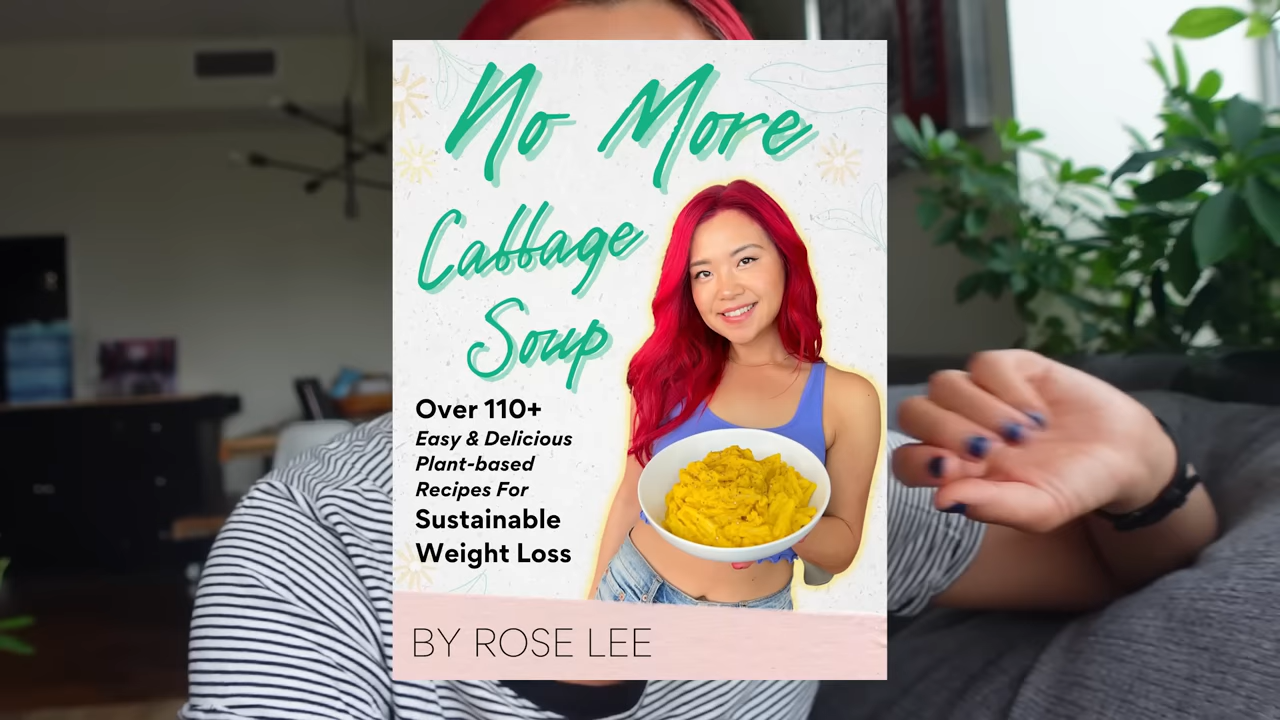 No More
Cabbage
Soup
Over 110+
Easy & Delicious
Plant-based
Recipes For
Sustainable
Weight Loss
BY ROSE LEE